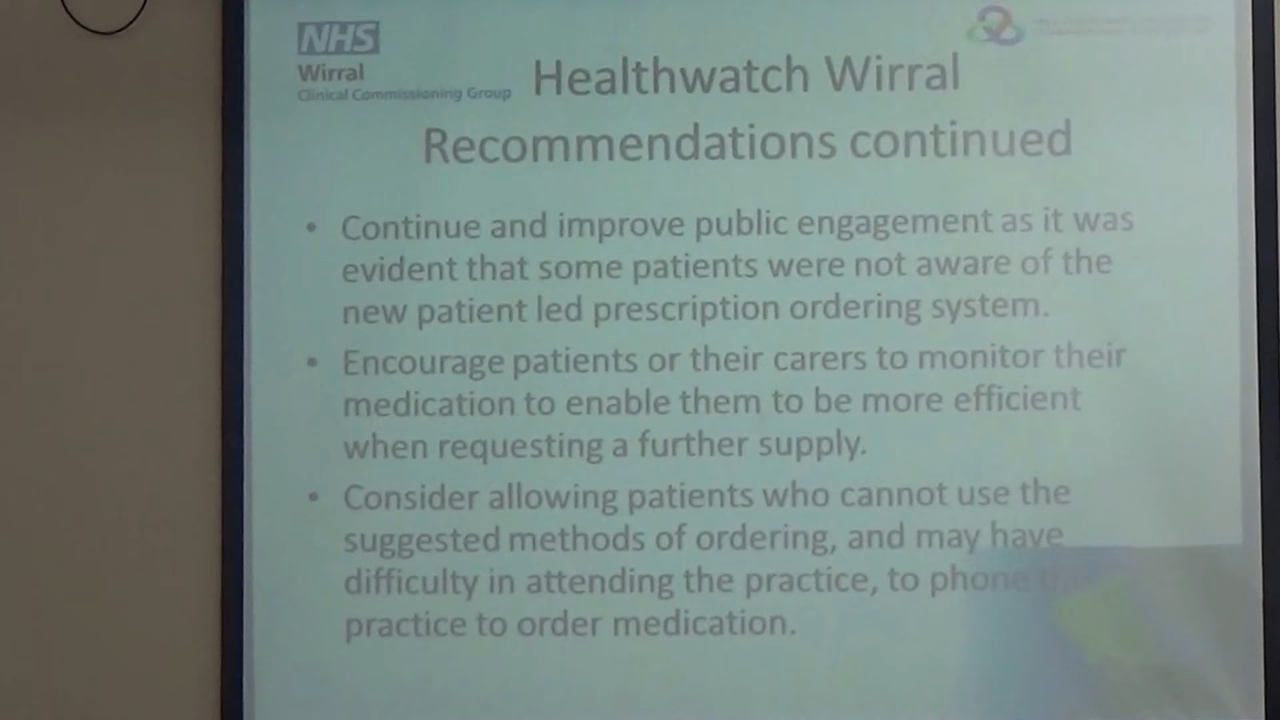 NHS
Wirral
Clinical Commissioning Group
Healthwatch Wirral
Recommendations continued
• Continue and improve public engagement as it was
evident that some patients were not aware of the
new patient led prescription ordering system.
• Encourage patients or their carers to monitor their
medication to enable them to be more efficient
when requesting a further supply.
• Consider allowing patients who cannot use the
suggested methods of ordering, and may have
difficulty in attending the practice, to phone the
practice to order medication.